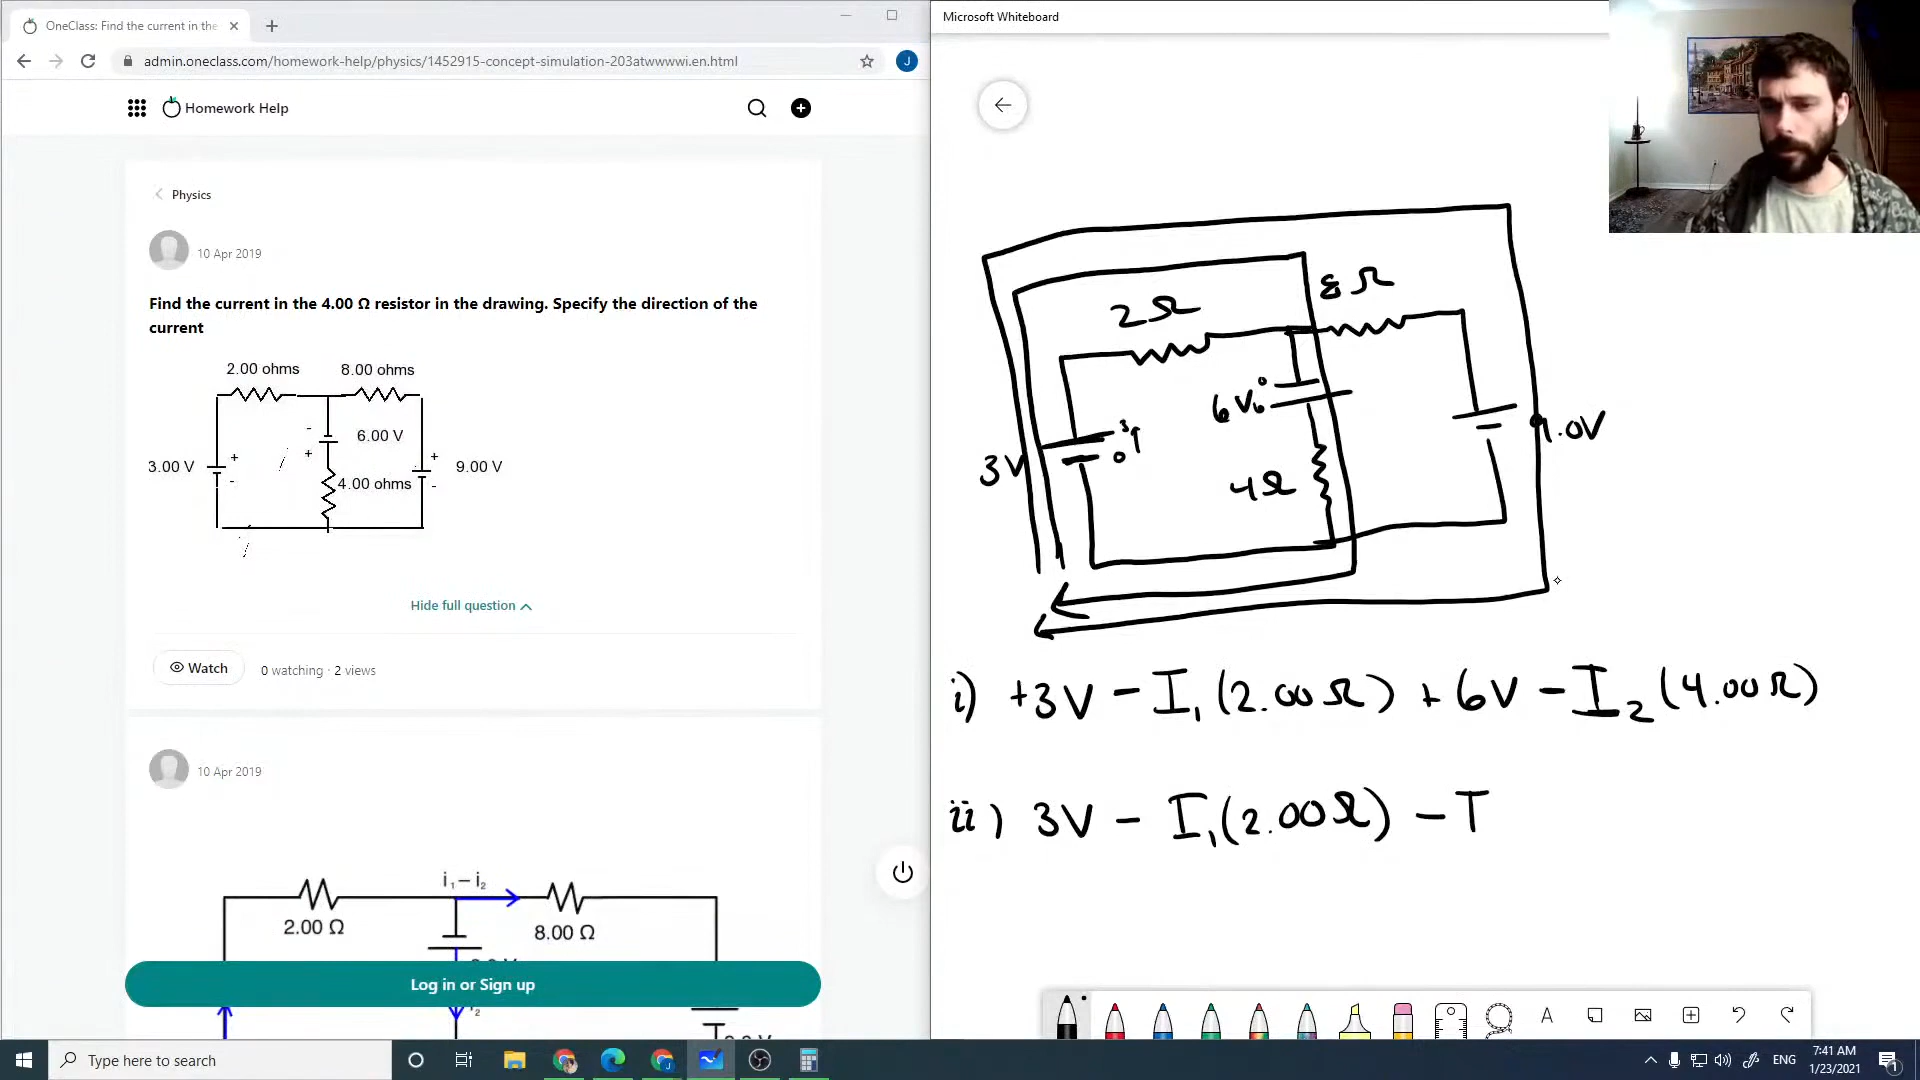 OneClass: Find the current in the
Microsoft Whiteboard
admin.oneclass.com/homework-help/physics/1452915-concept-simulation-203atwwwwi.en.html
J
Homework Help
Physics
10 Apr 2019
Find the current in the 4.00 Ω resistor in the drawing. Specify the direction of the
current
2.00 ohms 8.00 ohms
- 6.00 V
+
3.00 V + - 4.00 ohms + - 9.00 V
Hide full question
Watch 0 watching · 2 views
10 Apr 2019
i₁ – i₂
2.00 Ω 8.00 Ω
Log in or Sign up
2Ω 8Ω
6V
3V 0
4Ω
9.0V
i) +3V – I₁ (2.00Ω) + 6V – I₂ (4.00Ω)
ii) 3V – I₁(2.00Ω) – T
A
Type here to search
J
ENG
7:41 AM
1/23/2021
1